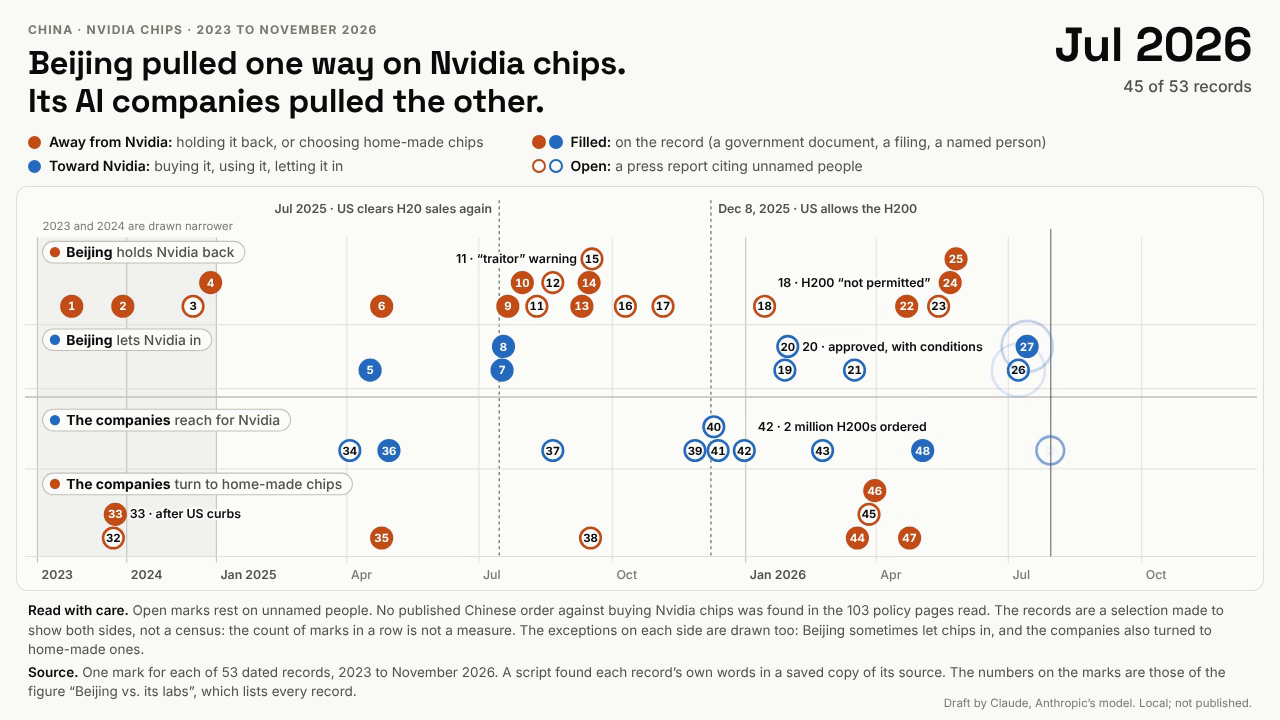 CHINA · NVIDIA CHIPS · 2023 TO NOVEMBER 2026
Beijing pulled one way on Nvidia chips.
Its AI companies pulled the other.
Jul 2026
45 of 53 records
Away from Nvidia: holding it back, or choosing home-made chips
Toward Nvidia: buying it, using it, letting it in
Filled: on the record (a government document, a filing, a named person)
Open: a press report citing unnamed people
Jul 2025 · US clears H20 sales again
Dec 8, 2025 · US allows the H200
2023 and 2024 are drawn narrower
Beijing holds Nvidia back
11 · “traitor” warning 15 25
4 10 12 14 18 · H200 “not permitted” 24
1 2 3 6 9 11 13 16 17 18 22 23
Beijing lets Nvidia in
8 20 20 · approved, with conditions 27
5 7 19 21 26
The companies reach for Nvidia
40 42 · 2 million H200s ordered
34 36 37 39 41 42 43 48
The companies turn to home-made chips
46
33 33 · after US curbs 45
32 35 38 44 47
2023 2024 Jan 2025 Apr Jul Oct Jan 2026 Apr Jul Oct
Read with care. Open marks rest on unnamed people. No published Chinese order against buying Nvidia chips was found in the 103 policy pages read. The records are a selection made to
show both sides, not a census: the count of marks in a row is not a measure. The exceptions on each side are drawn too: Beijing sometimes let chips in, and the companies also turned to
home-made ones.
Source. One mark for each of 53 dated records, 2023 to November 2026. A script found each record’s own words in a saved copy of its source. The numbers on the marks are those of the
figure “Beijing vs. its labs”, which lists every record.
Draft by Claude, Anthropic’s model. Local; not published.